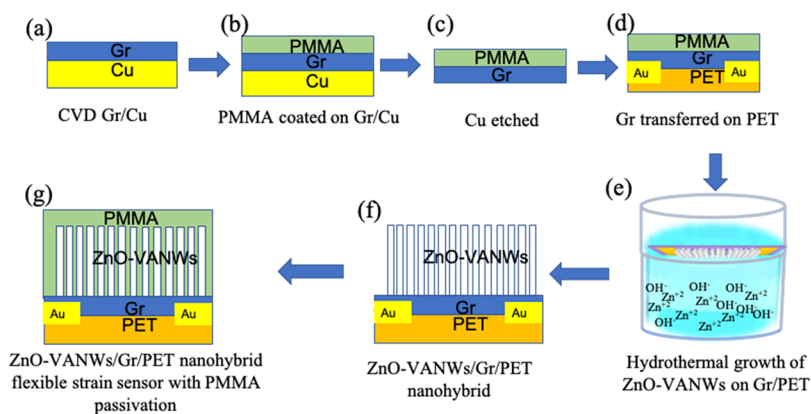 (a)
Gr
Cu
CVD Gr/Cu
(b)
PMMA
Gr
Cu
PMMA coated on Gr/Cu
(c)
PMMA
Gr
Cu etched
(d)
PMMA
Gr
Au
Au
PET
Gr transferred on PET
(e)
OH⁻ OH⁻
Zn⁺² Zn⁺²
OH⁻ Zn⁺² OH⁻
Zn⁺² OH⁻ OH⁻
OH⁻ Zn⁺² Zn⁺²
Hydrothermal growth of
ZnO-VANWs on Gr/PET
(f)
ZnO-VANWs
Gr
Au
Au
PET
ZnO-VANWs/Gr/PET
nanohybrid
(g)
PMMA
ZnO-VANWs
Gr
Au
Au
PET
ZnO-VANWs/Gr/PET nanohybrid
flexible strain sensor with PMMA
passivation